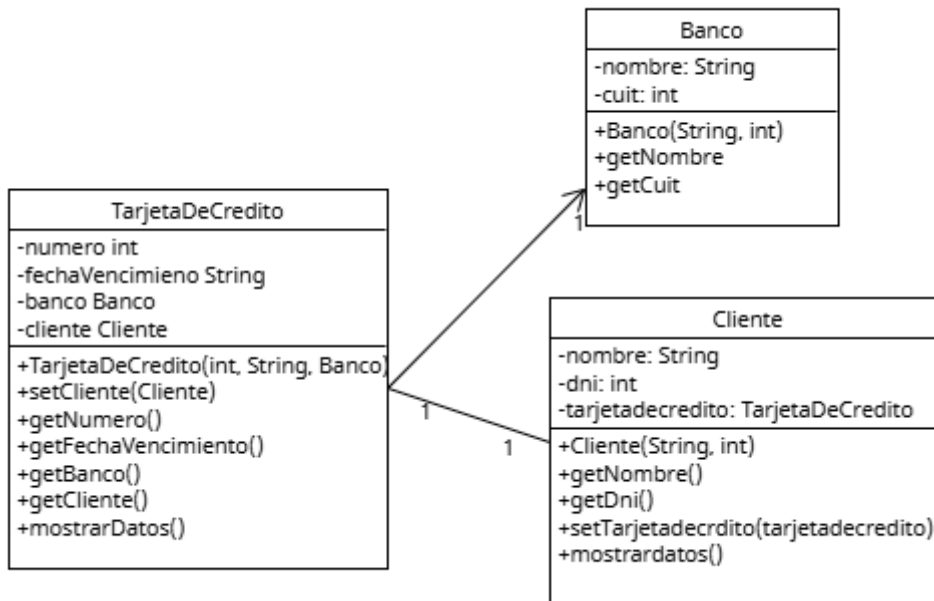 Banco
-nombre: String
-cuit: int
+Banco(String, int)
+getNombre
+getCuit
1
TarjetaDeCredito
-numero int
-fechaVencimieno String
-banco Banco
-cliente Cliente
+TarjetaDeCredito(int, String, Banco)
+setCliente(Cliente)
+getNumero()
+getFechaVencimiento()
+getBanco()
+getCliente()
+mostrarDatos()
1
1
Cliente
-nombre: String
-dni: int
-tarjetadecredito: TarjetaDeCredito
+Cliente(String, int)
+getNombre()
+getDni()
+setTarjetadecrdito(tarjetadecredito)
+mostrardatos()